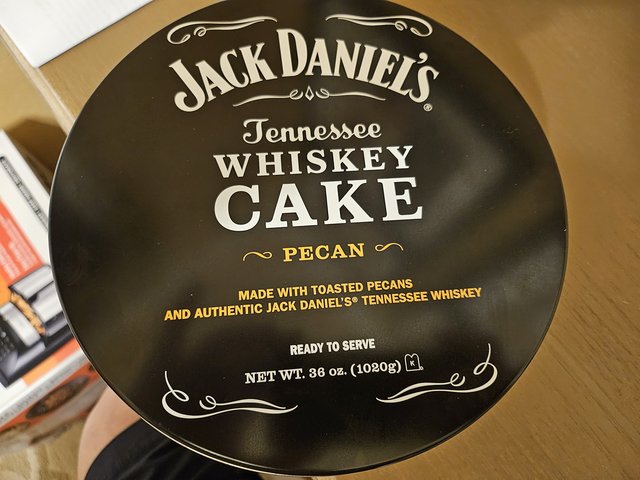 JACK DANIEL'S®
Tennessee
WHISKEY
CAKE
PECAN
MADE WITH TOASTED PECANS
AND AUTHENTIC JACK DANIEL'S® TENNESSEE WHISKEY
READY TO SERVE
NET WT. 36 oz. (1020g) K